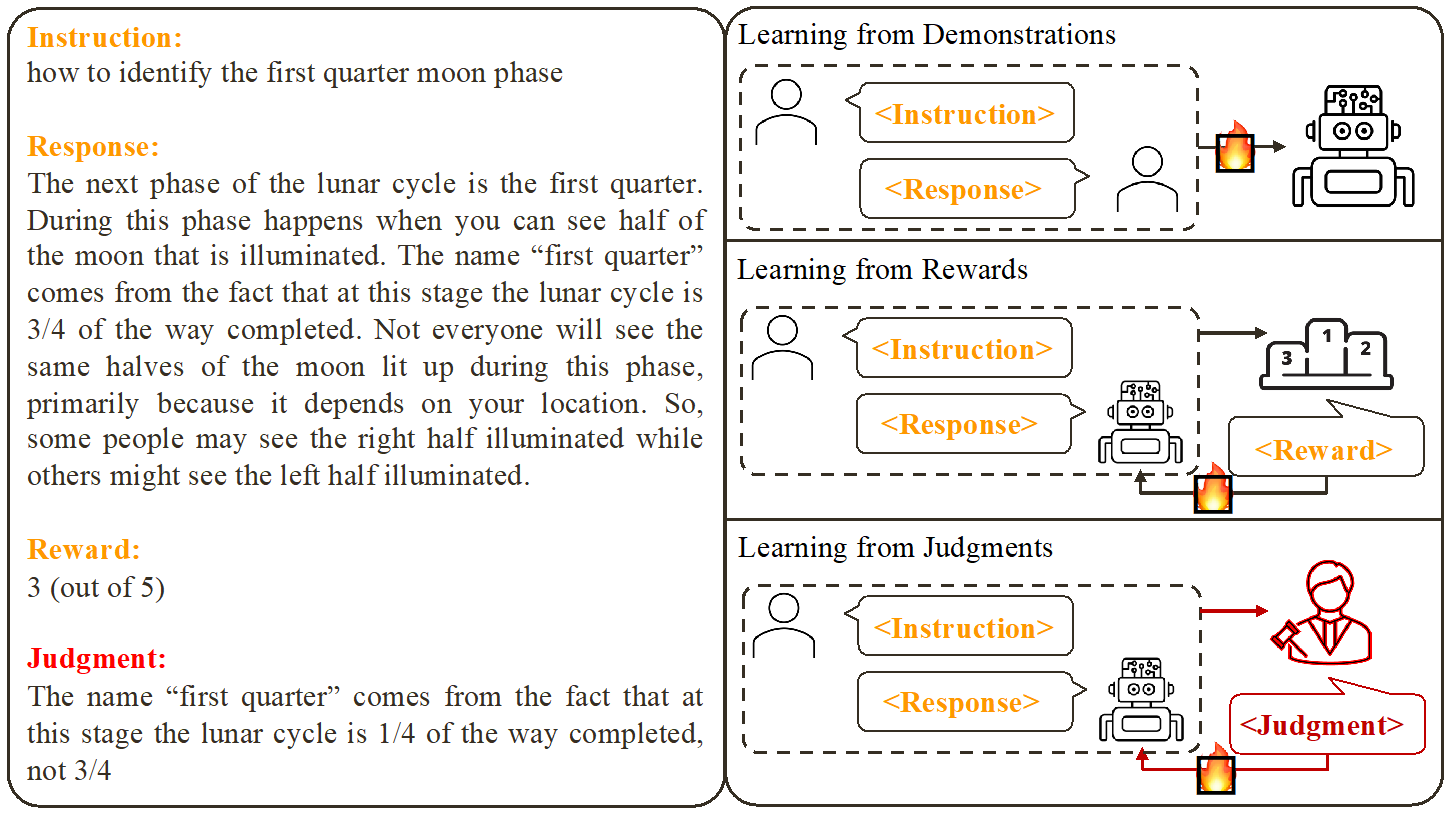 Instruction:
how to identify the first quarter moon phase
Response:
The next phase of the lunar cycle is the first quarter.
During this phase happens when you can see half of
the moon that is illuminated. The name “first quarter”
comes from the fact that at this stage the lunar cycle is
3/4 of the way completed. Not everyone will see the
same halves of the moon lit up during this phase,
primarily because it depends on your location. So,
some people may see the right half illuminated while
others might see the left half illuminated.
Reward:
3 (out of 5)
Judgment:
The name “first quarter” comes from the fact that at
this stage the lunar cycle is 1/4 of the way completed,
not 3/4
Learning from Demonstrations
<Instruction>
<Response>
Learning from Rewards
<Instruction>
<Response>
3 1 2
<Reward>
Learning from Judgments
<Instruction>
<Response>
<Judgment>